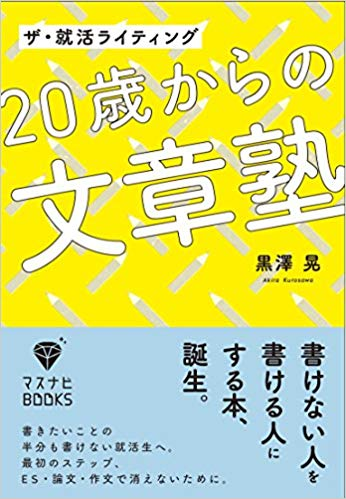 ザ・就活ライティング
20歳からの
文章塾
黒澤 晃
Akira Kurosawa
書けない人を
書ける人に
する本、
誕生。
マスナビ
BOOKS
書きたいことの
半分も書けない就活生へ。
最初のステップ、
ES・論文・作文で消えないために。